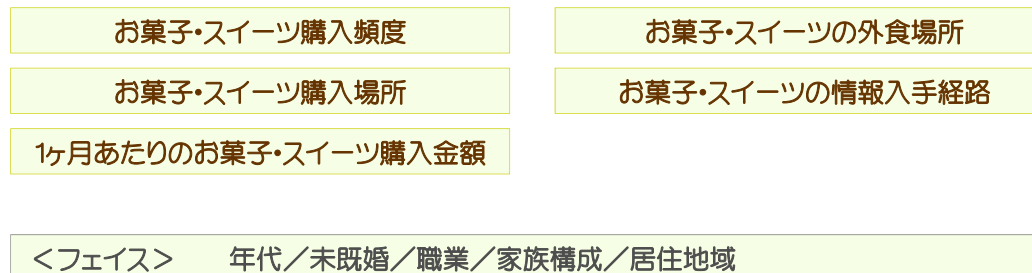 お菓子・スイーツ購入頻度
お菓子・スイーツの外食場所
お菓子・スイーツ購入場所
お菓子・スイーツの情報入手経路
1ヶ月あたりのお菓子・スイーツ購入金額
＜フェイス＞　　年代／未既婚／職業／家族構成／居住地域